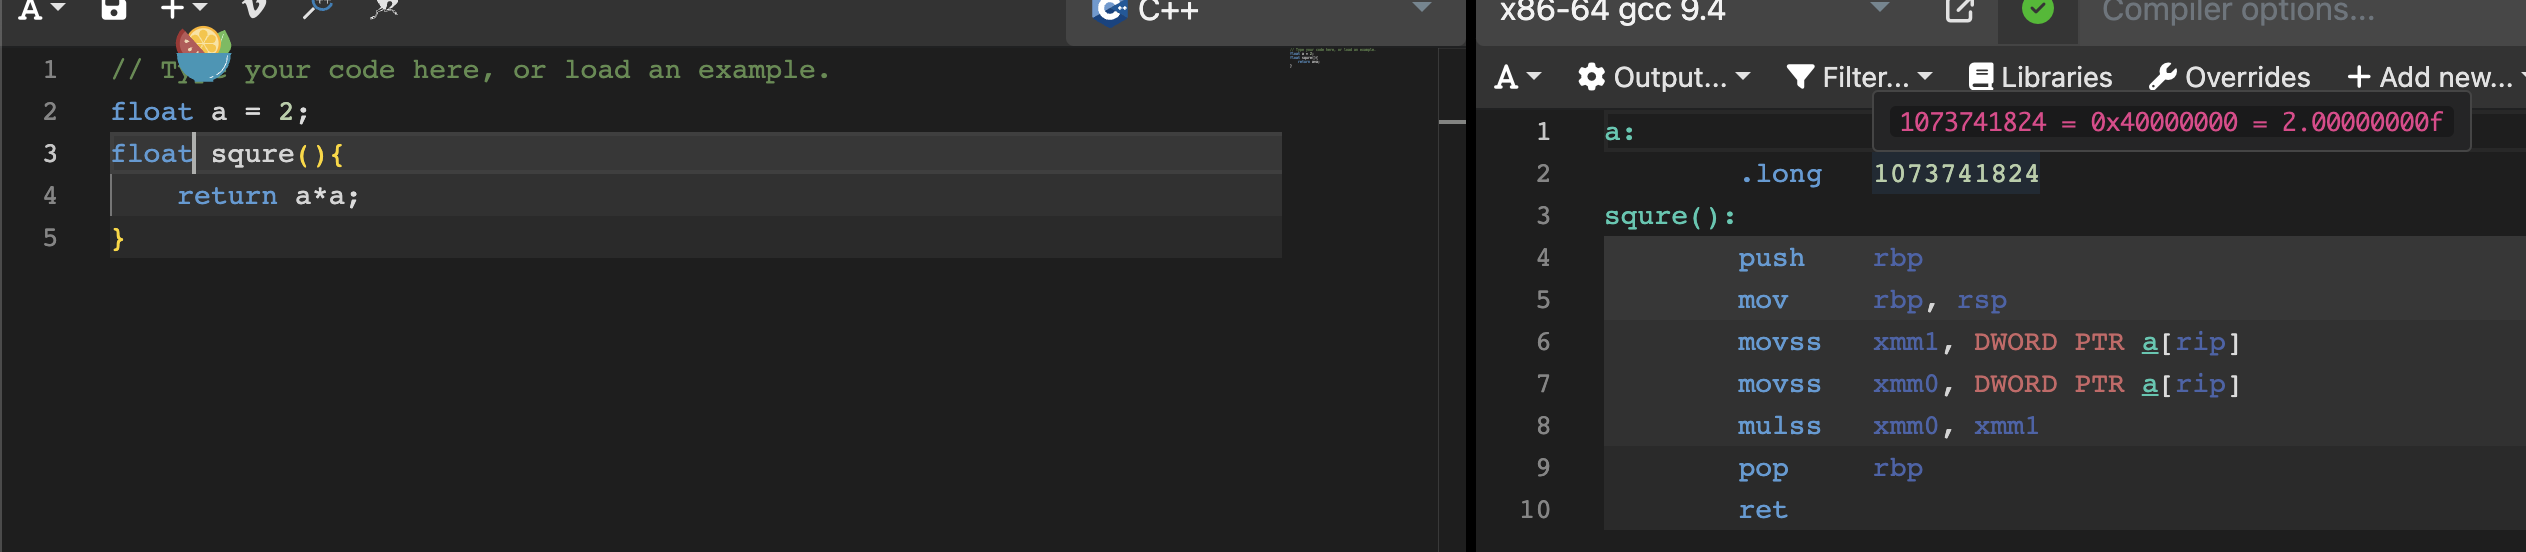 A
C++
1 // Type your code here, or load an example.
2 float a = 2;
3 float squre(){
4 return a*a;
5 }
x86-64 gcc 9.4
Compiler options...
A Output... Filter... Libraries Overrides + Add new...
1073741824 = 0x40000000 = 2.00000000f
1 a:
2 .long 1073741824
3 squre():
4 push rbp
5 mov rbp, rsp
6 movss xmm1, DWORD PTR a[rip]
7 movss xmm0, DWORD PTR a[rip]
8 mulss xmm0, xmm1
9 pop rbp
10 ret